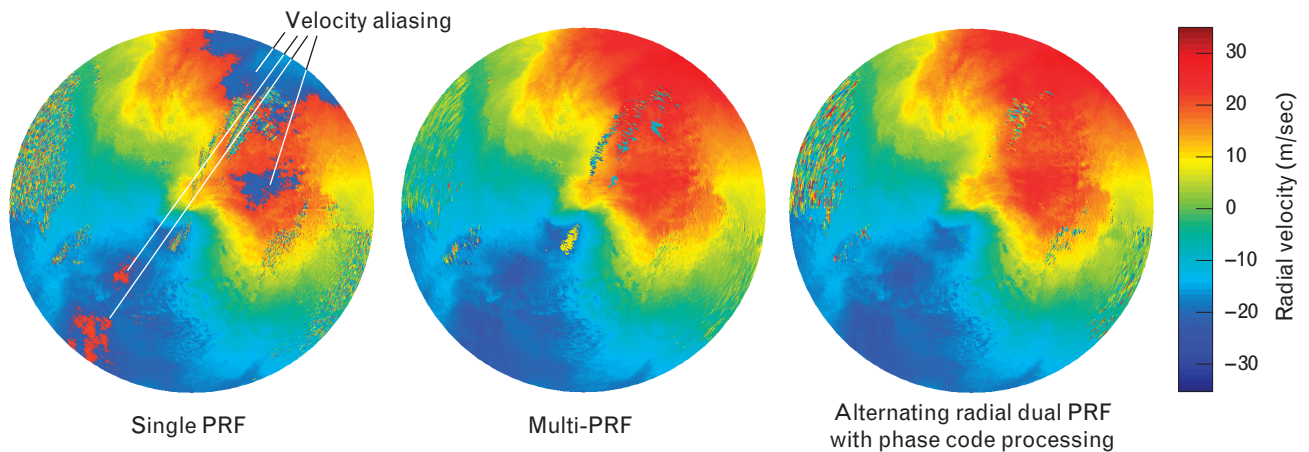 Velocity aliasing
Single PRF
Multi-PRF
Alternating radial dual PRF
with phase code processing
30
20
10
0
−10
−20
−30
Radial velocity (m/sec)